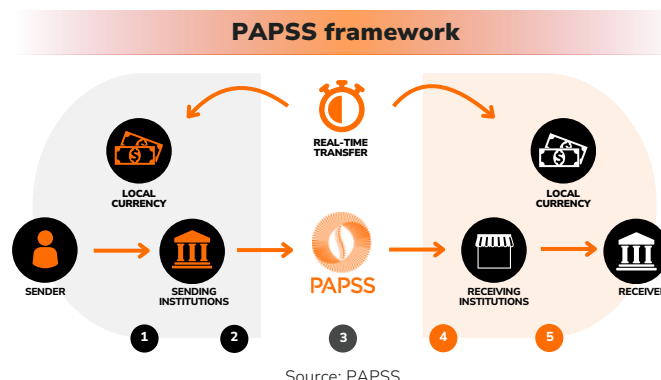 PAPSS framework
REAL-TIME
TRANSFER
LOCAL
CURRENCY
LOCAL
CURRENCY
SENDER
SENDING
INSTITUTIONS
PAPSS
RECEIVING
INSTITUTIONS
RECEIVER
1
2
3
4
5
Source: PAPSS